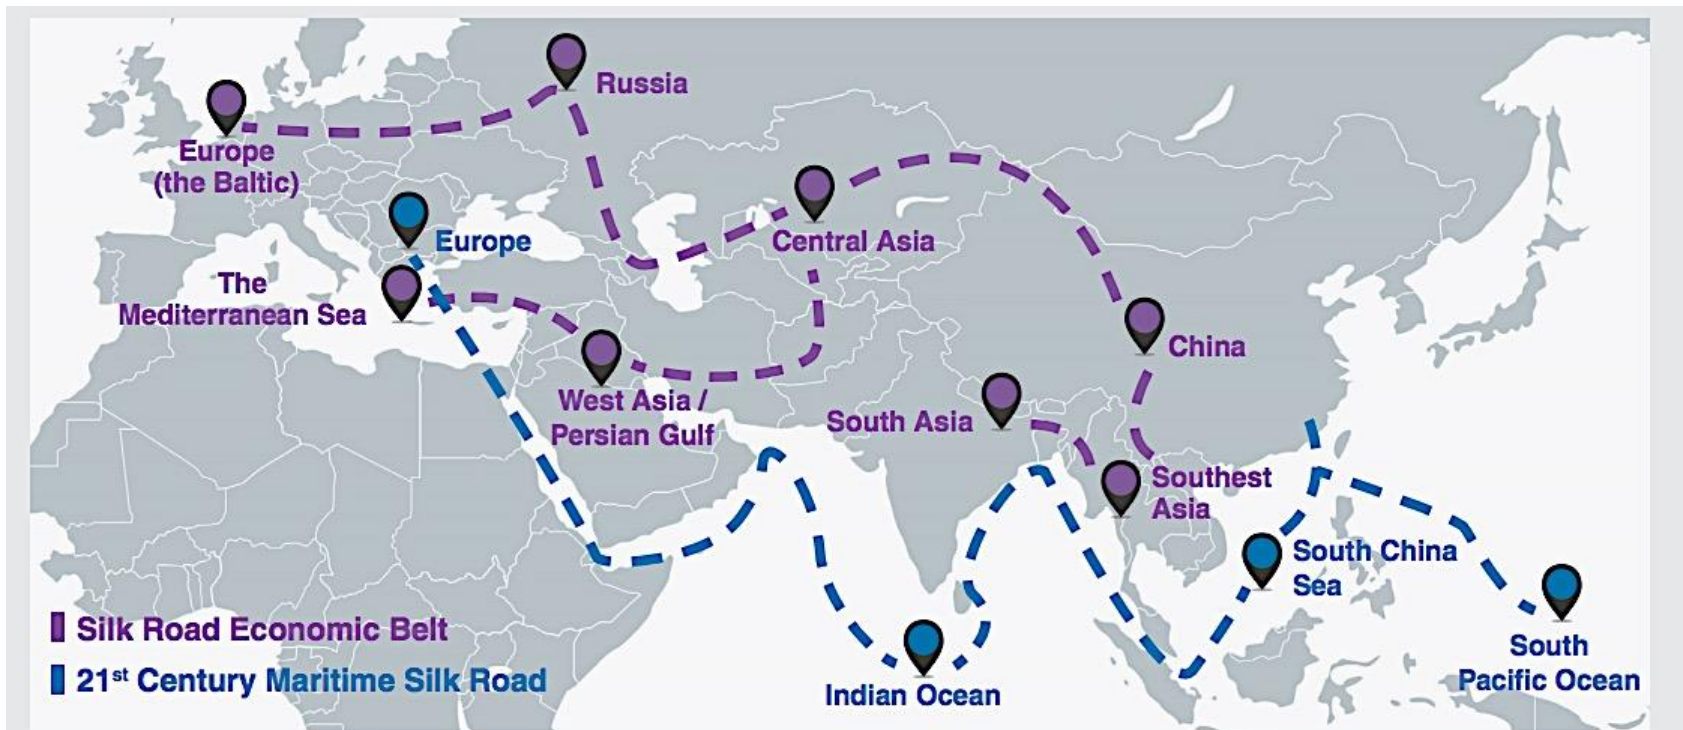 Russia
Europe
(the Baltic)
Europe
Central Asia
The
Mediterranean Sea
China
West Asia /
Persian Gulf
South Asia
Southest
Asia
South China
Sea
Silk Road Economic Belt
21st Century Maritime Silk Road
Indian Ocean
South
Pacific Ocean